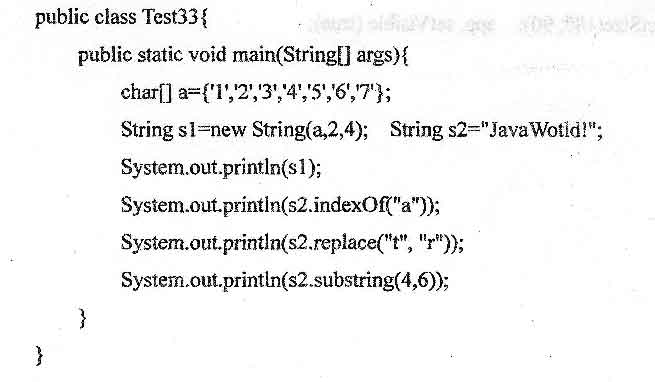 public class Test33{
public static void main(String[] args){
char[] a={'1','2','3','4','5','6','7'};
String s1=new String(a,2,4); String s2="JavaWotld!";
System.out.println(s1);
System.out.println(s2.indexOf("a"));
System.out.println(s2.replace("t", "r"));
System.out.println(s2.substring(4,6));
}
}